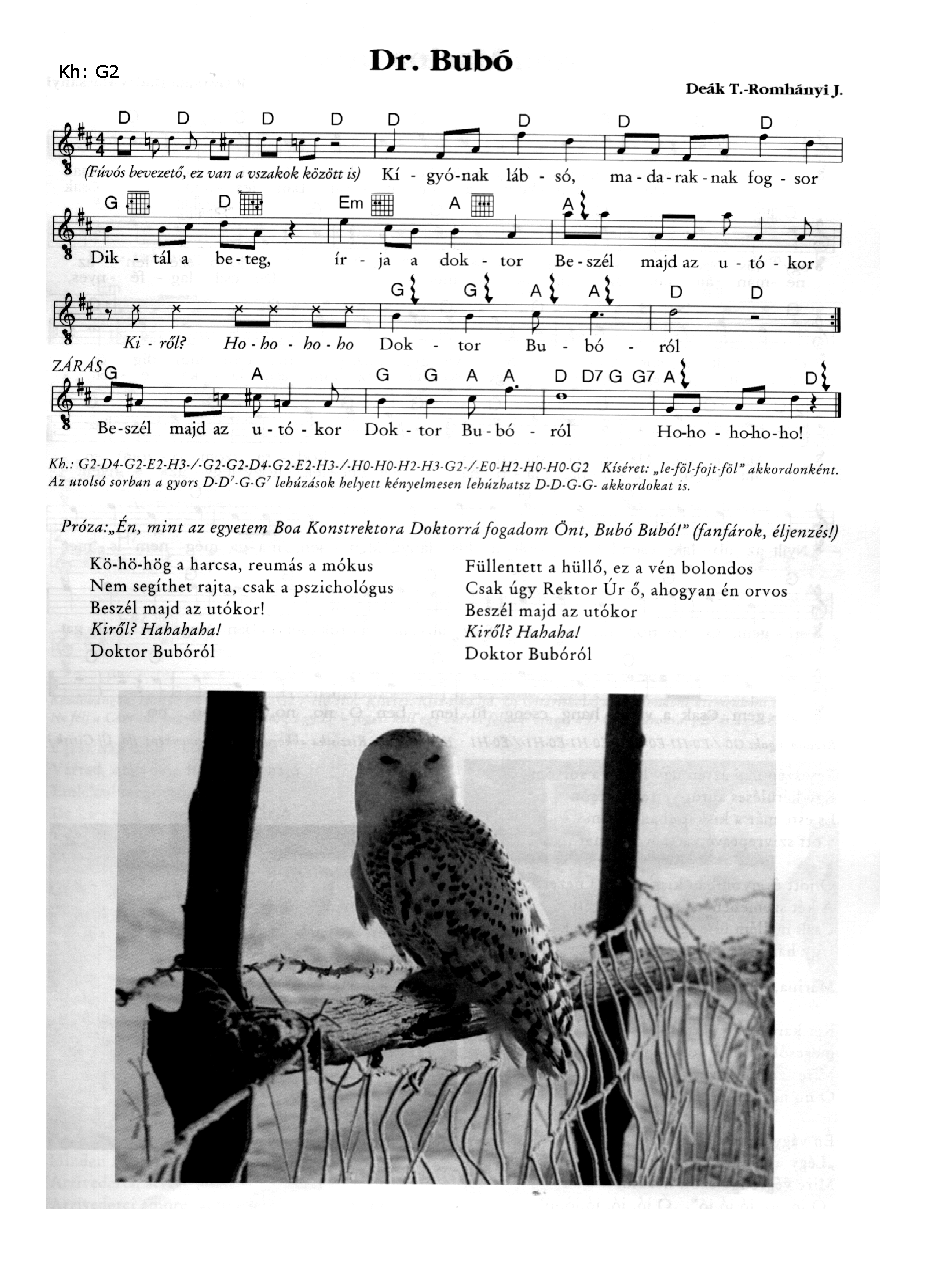 Dr. Bubó
Kh: G2
Deák T.-Romhányi J.
D D D D D D D D
(Fúvós bevezető, ez van a vszakok között is) Kí - gyó-nak láb - só, ma - da - rak - nak fog - sor
G D Em A A
Dik - tál a be - teg, ír - ja a dok - tor Be - szél majd az u - tó - kor
G G A A D D
Ki - ről? Ho - ho - ho - ho Dok - tor Bu - bó - ról
ZÁRÁS G A G G A A D D7 G G7 A D
Be-szél majd az u - tó - kor Dok - tor Bu - bó - ról Ho-ho - ho-ho-ho!
Kh.: G2-D4-G2-E2-H3-/-G2-G2-D4-G2-E2-H3-/-H0-H0-H2-H3-G2-/-E0-H2-H0-H0-G2 Kíséret: „le-föl-fojt-föl" akkordonként.
Az utolsó sorban a gyors D-D7-G-G7 lehúzások helyett kényelmesen lehúzhatsz D-D-G-G- akkordokat is.
Próza:„Én, mint az egyetem Boa Konstrektora Doktorrá fogadom Önt, Bubó Bubó!" (fanfárok, éljenzés!)
Kö-hö-hög a harcsa, reumás a mókus
Nem segíthet rajta, csak a pszichológus
Beszél majd az utókor!
Kiről? Hahahaha!
Doktor Bubóról
Füllentett a hüllő, ez a vén bolondos
Csak úgy Rektor Úr ő, ahogyan én orvos
Beszél majd az utókor
Kiről? Hahaha!
Doktor Bubóról